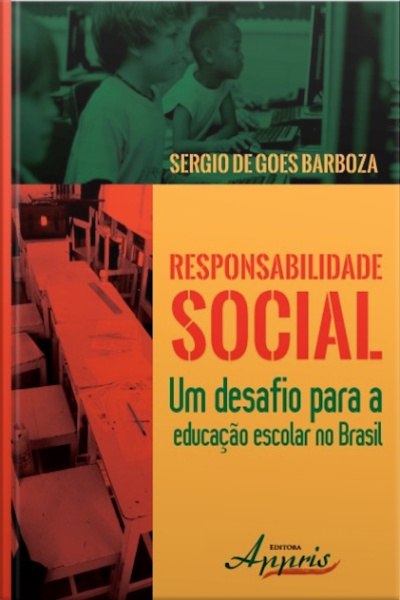 SERGIO DE GOES BARBOZA
RESPONSABILIDADE
SOCIAL
Um desafio para a
educação escolar no Brasil
EDITORA
Appris